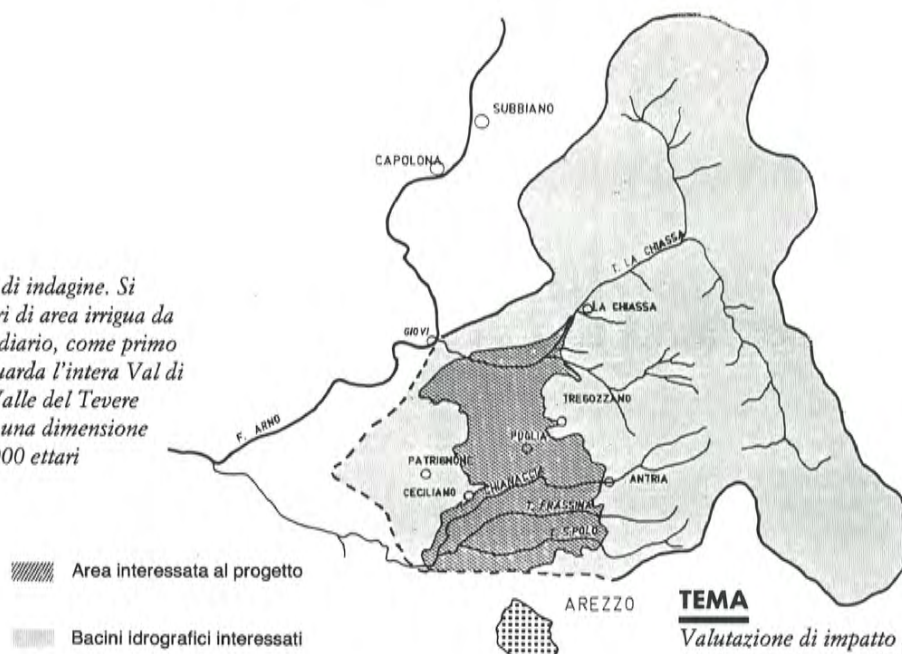 SUBBIANO
CAPOLONA
T. LA CHIASSA
LA CHIASSA
GIOVI
TREGOZZANO
F. ARNO
PUGLIA
PATRIGNONE
CHIANACCIA
ANTRIA
CECILIANO
T. FRASSINA
T. S.POLO
di indagine. Si
ri di area irrigua da
diario, come primo
uarda l'intera Val di
Valle del Tevere
una dimensione
000 ettari
Area interessata al progetto
Bacini idrografici interessati
AREZZO
TEMA
Valutazione di impatto